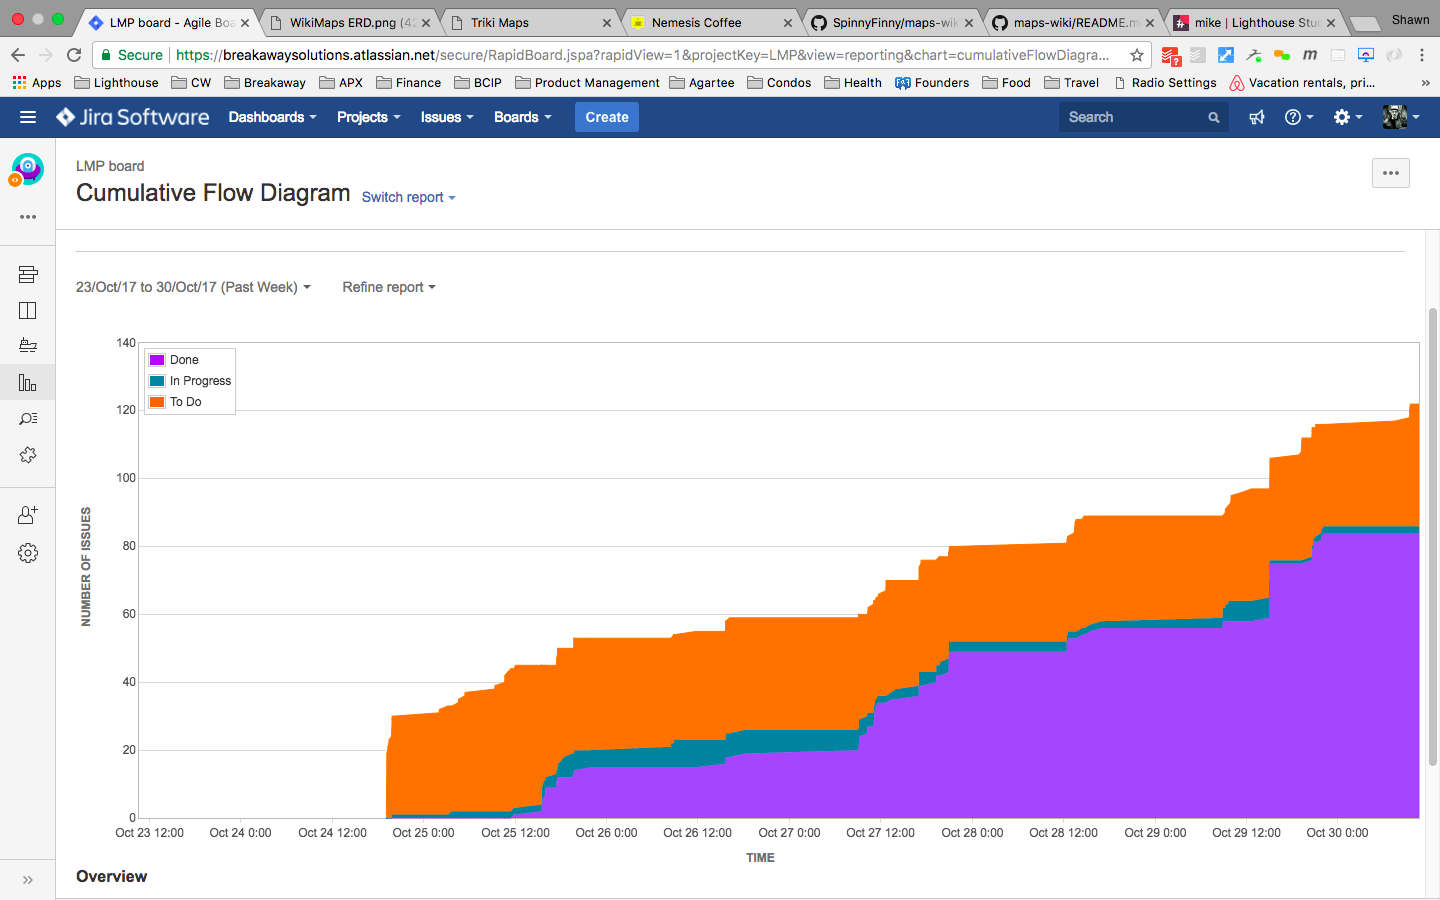 LMP board - Agile Boa
WikiMaps ERD.png (42
Triki Maps
Nemesis Coffee
SpinnyFinny/maps-wik
maps-wiki/README.m
mike | Lighthouse Stud
Shawn
Secure https://breakawaysolutions.atlassian.net/secure/RapidBoard.jspa?rapidView=1&projectKey=LMP&view=reporting&chart=cumulativeFlowDiagra...
Apps Lighthouse CW Breakaway APX Finance BCIP Product Management Agartee Condos Health Founders Food Travel Radio Settings Vacation rentals, pri... »
Jira Software Dashboards Projects Issues Boards Create Search
LMP board
Cumulative Flow Diagram Switch report
23/Oct/17 to 30/Oct/17 (Past Week) Refine report
140
Done
In Progress
To Do
120
100
80
60
40
20
0
NUMBER OF ISSUES
Oct 23 12:00 Oct 24 0:00 Oct 24 12:00 Oct 25 0:00 Oct 25 12:00 Oct 26 0:00 Oct 26 12:00 Oct 27 0:00 Oct 27 12:00 Oct 28 0:00 Oct 28 12:00 Oct 29 0:00 Oct 29 12:00 Oct 30 0:00
TIME
Overview